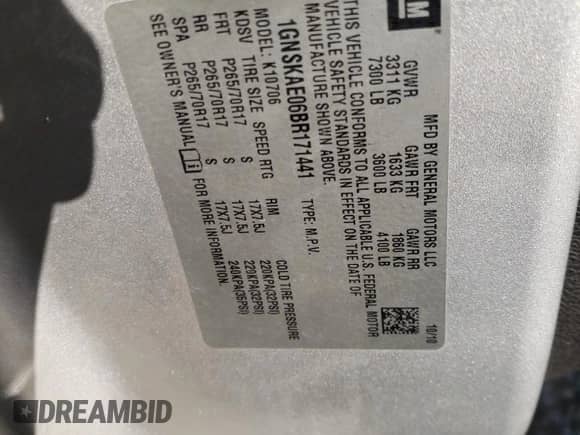 GM
MFD BY GENERAL MOTORS LLC 10/10
GVWR GAWR FRT GAWR RR
3311 KG 1633 KG 1860 KG
7300 LB 3600 LB 4100 LB
THIS VEHICLE CONFORMS TO ALL APPLICABLE U.S. FEDERAL MOTOR
VEHICLE SAFETY STANDARDS IN EFFECT ON THE DATE OF
MANUFACTURE SHOWN ABOVE.
1GNSKAE06BR171441 TYPE: M.P.V.
MODEL: K10706
KDSV TIRE SIZE SPEED RTG RIM COLD TIRE PRESSURE
FRT P265/70R17 S 17X7.5J 220KPA(32PSI)
RR P265/70R17 S 17X7.5J 220KPA(32PSI)
SPA P265/70R17 S 17X7.5J 240KPA(35PSI)
SEE OWNER'S MANUAL i FOR MORE INFORMATION.
DREAMBID